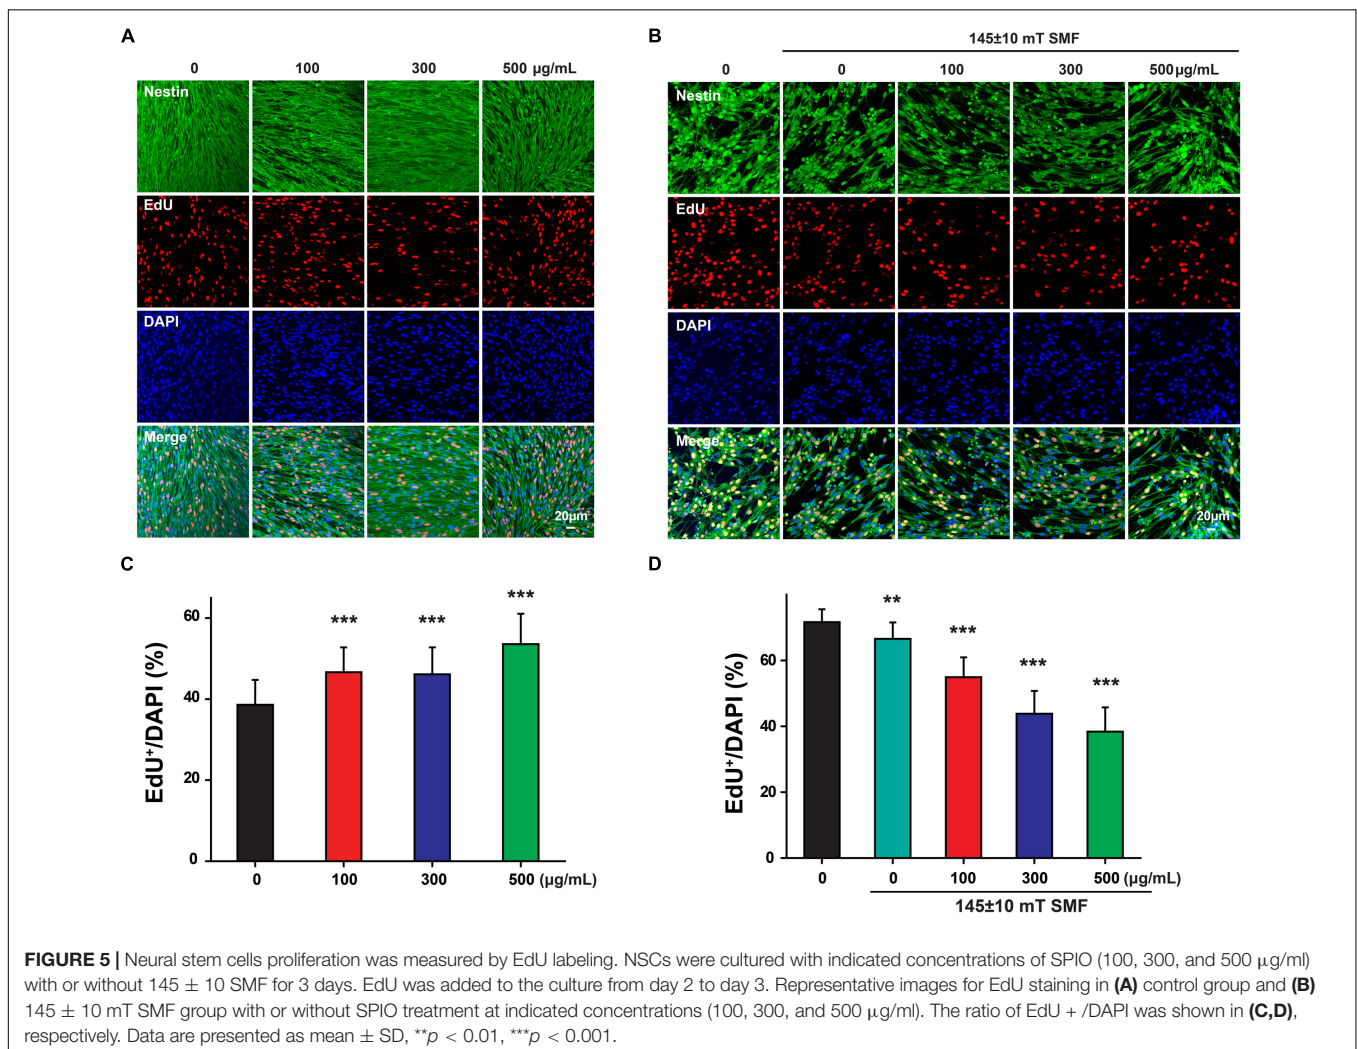 A
0 100 300 500 µg/mL
Nestin
EdU
DAPI
Merge
20µm
B
145±10 mT SMF
0 0 100 300 500µg/mL
Nestin
EdU
DAPI
Merge
20µm
C
EdU⁺/DAPI (%)
60
40
20
0
*** *** ***
0 100 300 500 (µg/mL)
D
EdU⁺/DAPI (%)
60
40
20
0
** *** *** ***
0 0 100 300 500 (µg/mL)
145±10 mT SMF
FIGURE 5 | Neural stem cells proliferation was measured by EdU labeling. NSCs were cultured with indicated concentrations of SPIO (100, 300, and 500 µg/ml)
with or without 145 ± 10 SMF for 3 days. EdU was added to the culture from day 2 to day 3. Representative images for EdU staining in (A) control group and (B)
145 ± 10 mT SMF group with or without SPIO treatment at indicated concentrations (100, 300, and 500 µg/ml). The ratio of EdU + /DAPI was shown in (C,D),
respectively. Data are presented as mean ± SD, **p < 0.01, ***p < 0.001.